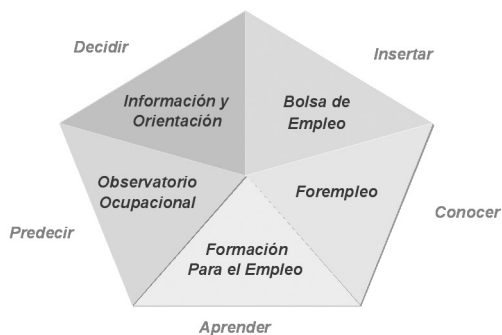 Decidir
Insertar
Información y
Orientación
Bolsa de
Empleo
Observatorio
Ocupacional
Forempleo
Predecir
Conocer
Formación
Para el Empleo
Aprender